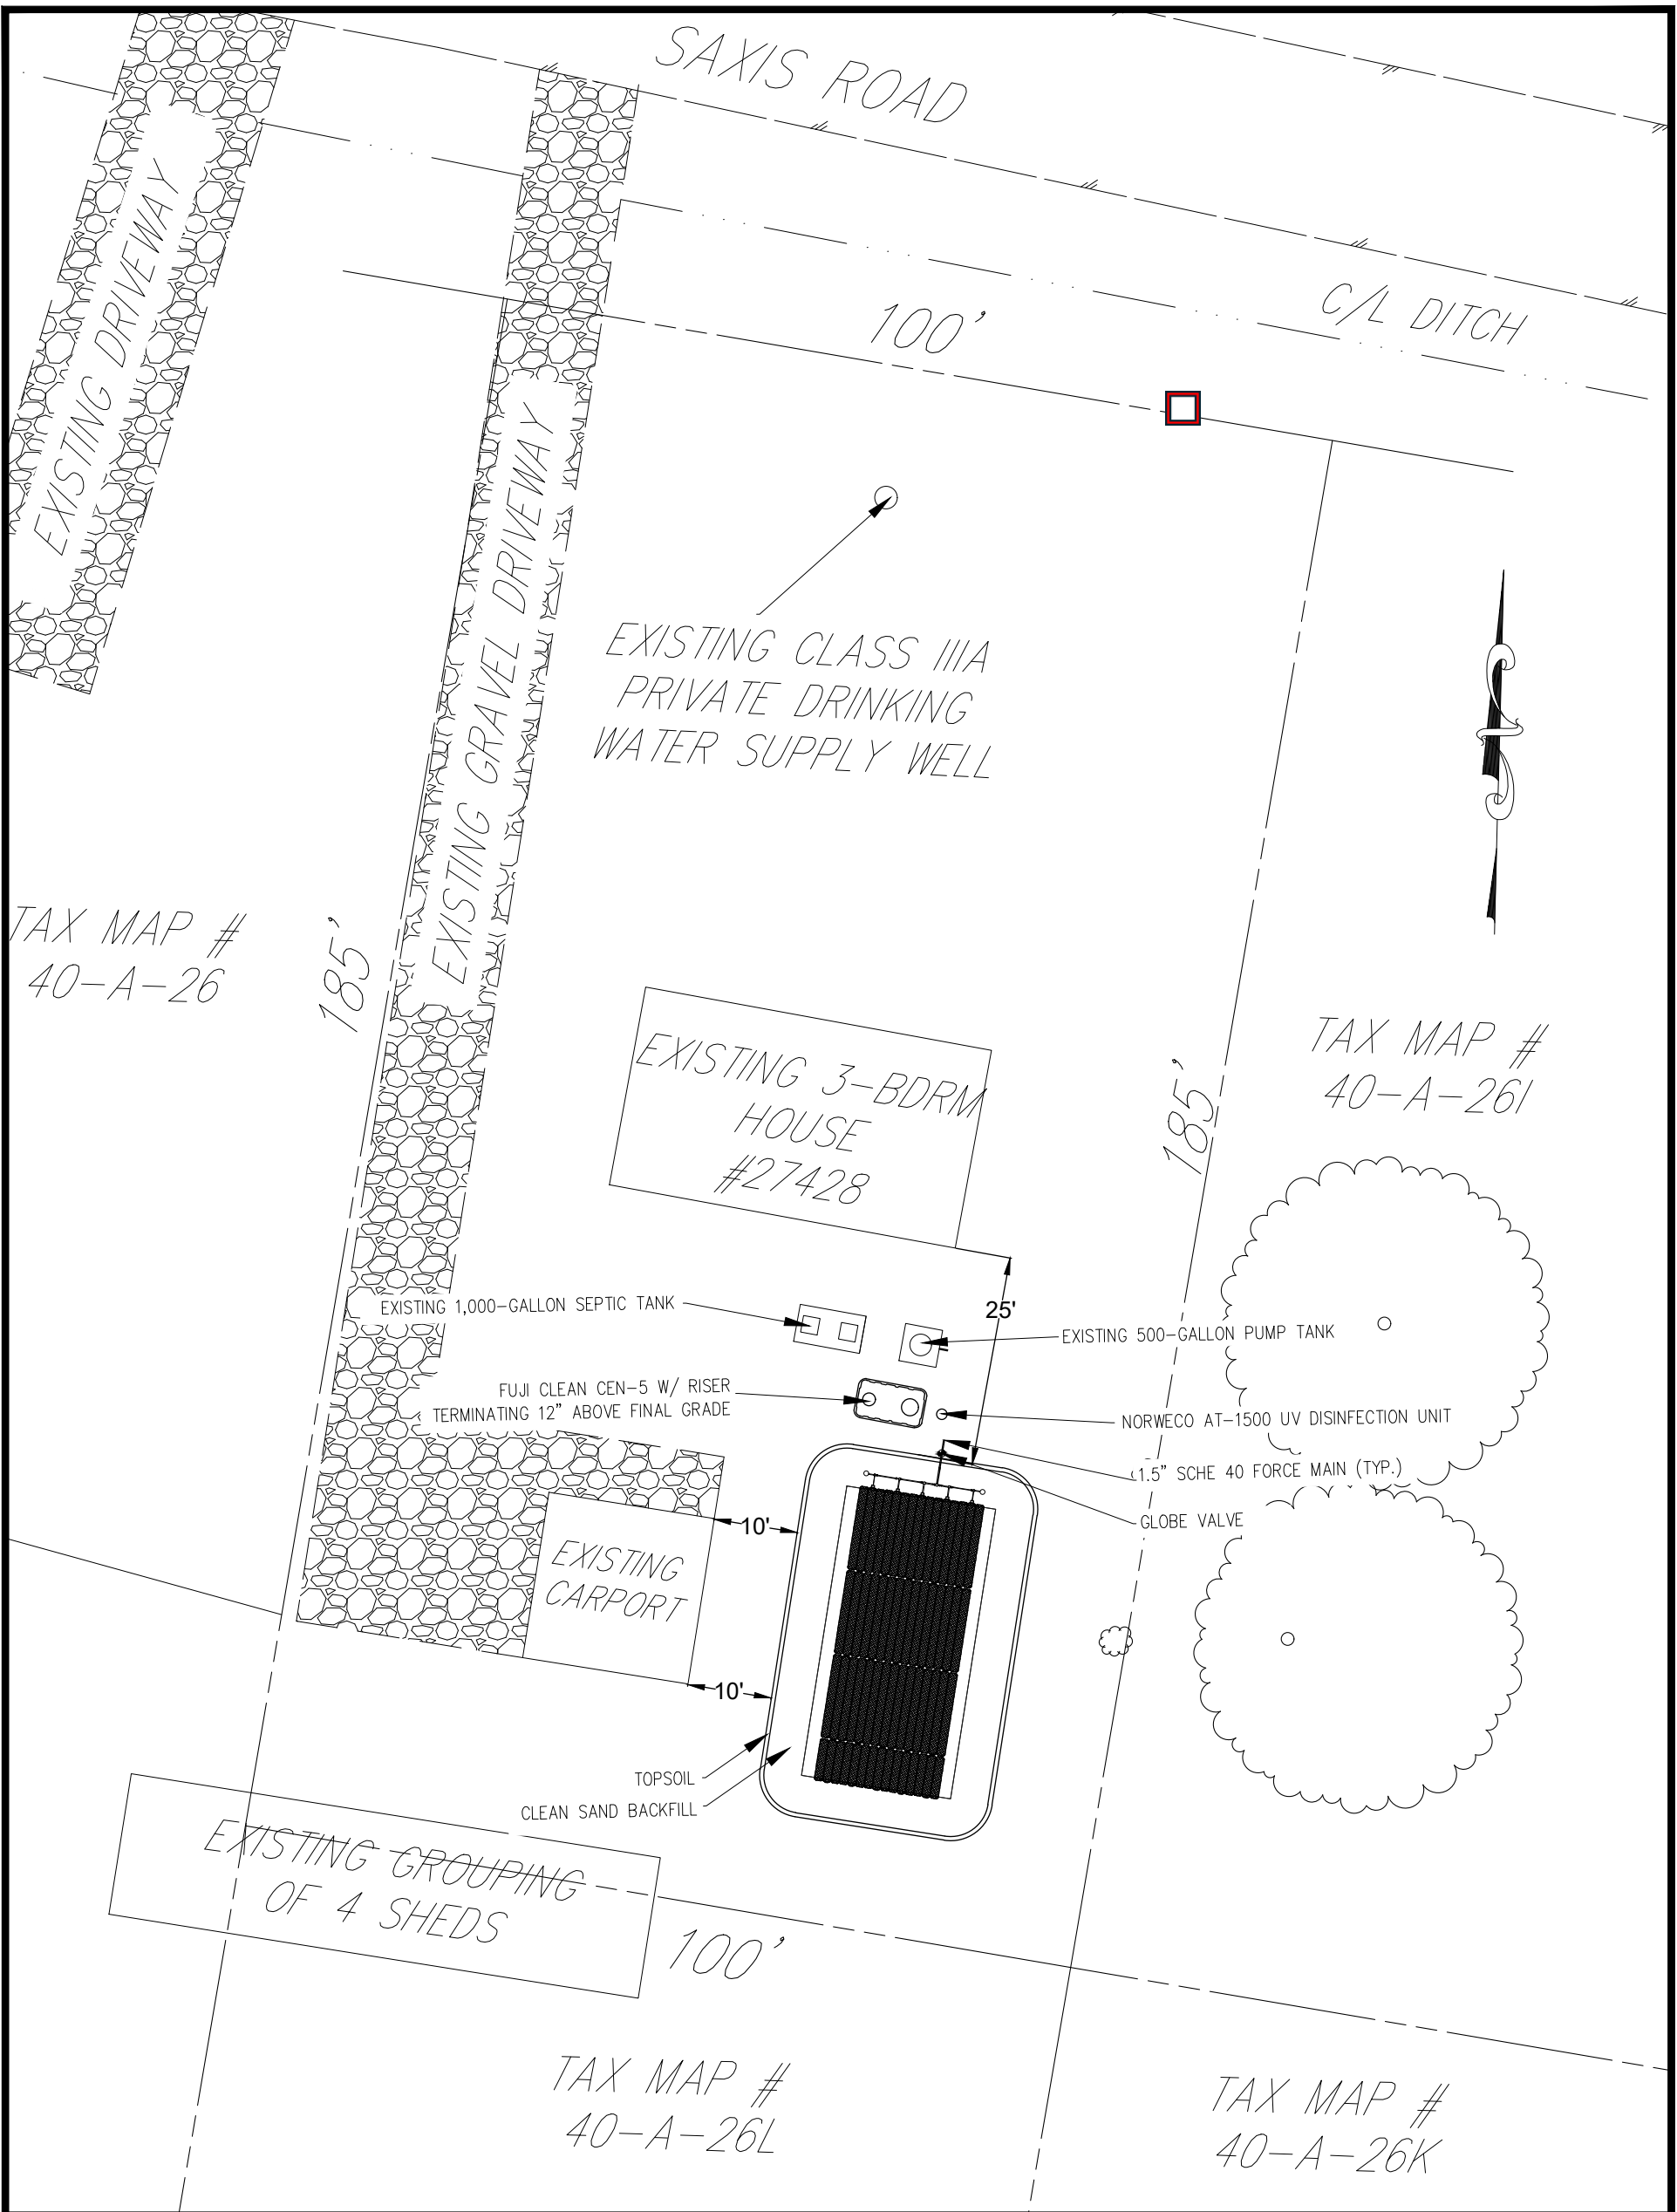 SAXIS ROAD
C/L DITCH
100’
EXISTING DRIVEWAY
EXISTING GRAVEL DRIVEWAY
EXISTING CLASS IIIA
PRIVATE DRINKING
WATER SUPPLY WELL
TAX MAP #
40-A-26
185’
EXISTING 3-BDRM
HOUSE
#27428
185’
TAX MAP #
40-A-26I
EXISTING 1,000-GALLON SEPTIC TANK
25'
EXISTING 500-GALLON PUMP TANK
FUJI CLEAN CEN-5 W/ RISER
TERMINATING 12” ABOVE FINAL GRADE
NORWECO AT-1500 UV DISINFECTION UNIT
1.5” SCHE 40 FORCE MAIN (TYP.)
GLOBE VALVE
10'
EXISTING
CARPORT
10'
TOPSOIL
CLEAN SAND BACKFILL
EXISTING GROUPING
OF 4 SHEDS
100’
TAX MAP #
40-A-26L
TAX MAP #
40-A-26K